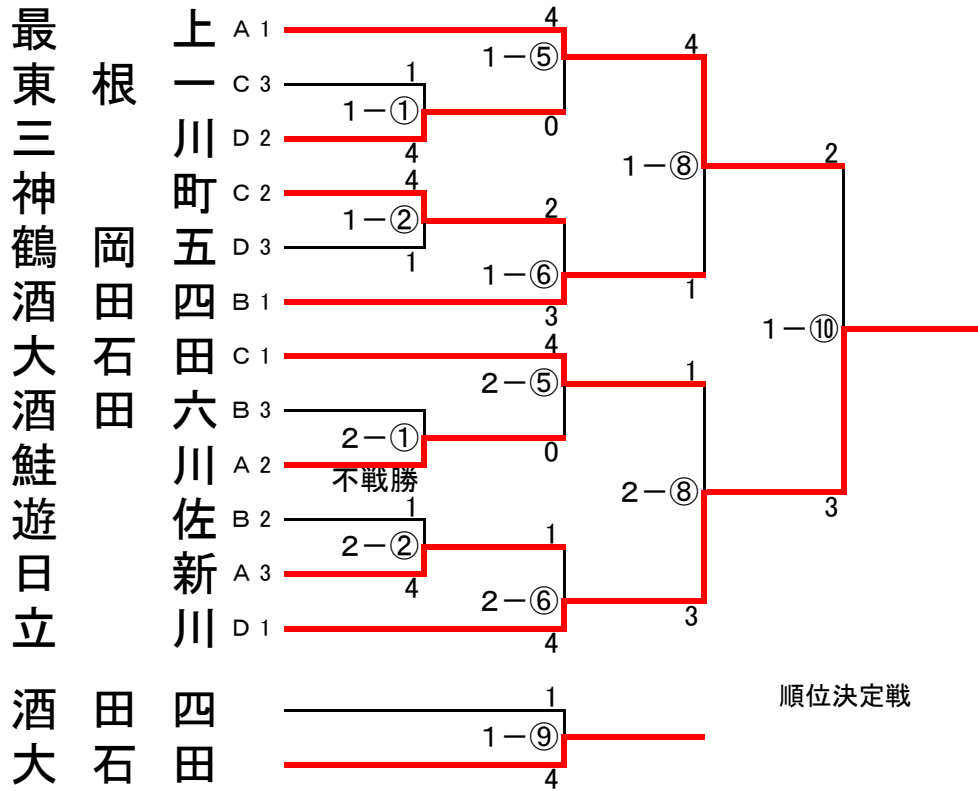 最上 A1 4
1-⑤ 4
東根一 C3 1
1-①
三川 D2 4 0
1-⑧ 2
神町 C2 4 2
1-②
鶴岡五 D3 1
1-⑥ 1
酒田四 B1 3
1-⑩
大石田 C1 4
2-⑤ 1
酒田六 B3
2-① 0
鮭川 A2 不戦勝
2-⑧ 3
遊佐 B2 1 1
2-②
日新 A3 4
2-⑥ 3
立川 D1 4
順位決定戦
酒田四 1
1-⑨
大石田 4